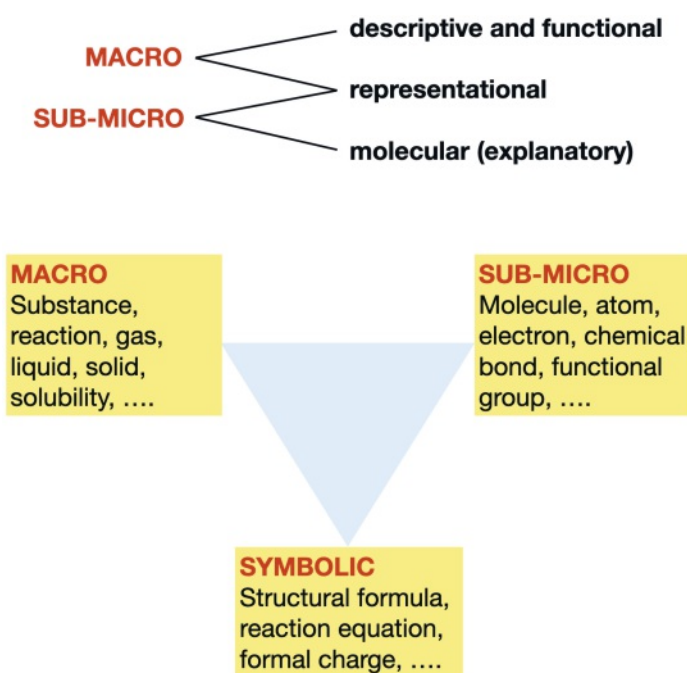 descriptive and functional
MACRO
representational
SUB-MICRO
molecular (explanatory)
MACRO
Substance,
reaction, gas,
liquid, solid,
solubility, ….
SUB-MICRO
Molecule, atom,
electron, chemical
bond, functional
group, ….
SYMBOLIC
Structural formula,
reaction equation,
formal charge, ….